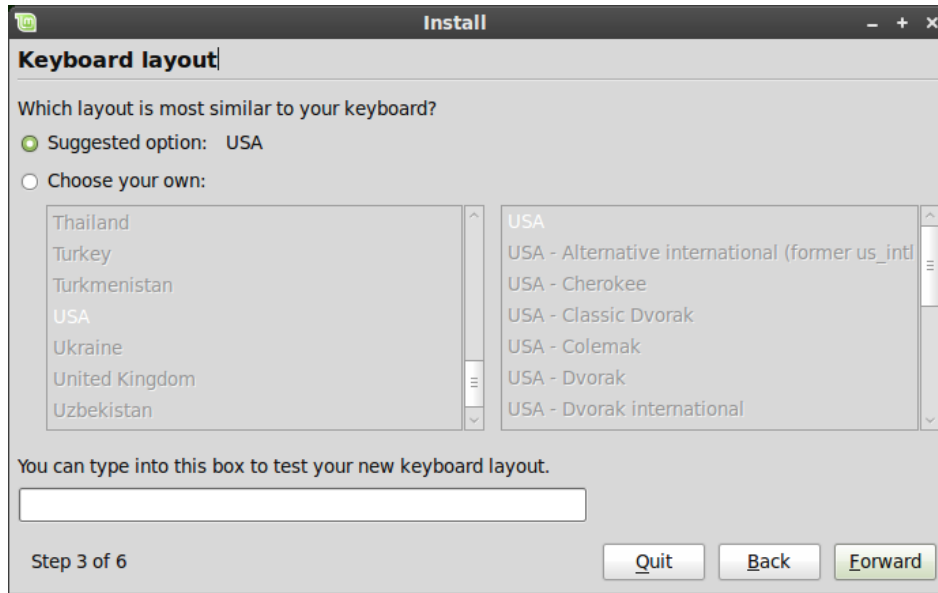 Install
Keyboard layout
Which layout is most similar to your keyboard?
Suggested option: USA
Choose your own:
Thailand
Turkey
Turkmenistan
USA
Ukraine
United Kingdom
Uzbekistan
USA
USA - Alternative international (former us_intl
USA - Cherokee
USA - Classic Dvorak
USA - Colemak
USA - Dvorak
USA - Dvorak international
You can type into this box to test your new keyboard layout.
Step 3 of 6
Quit
Back
Forward